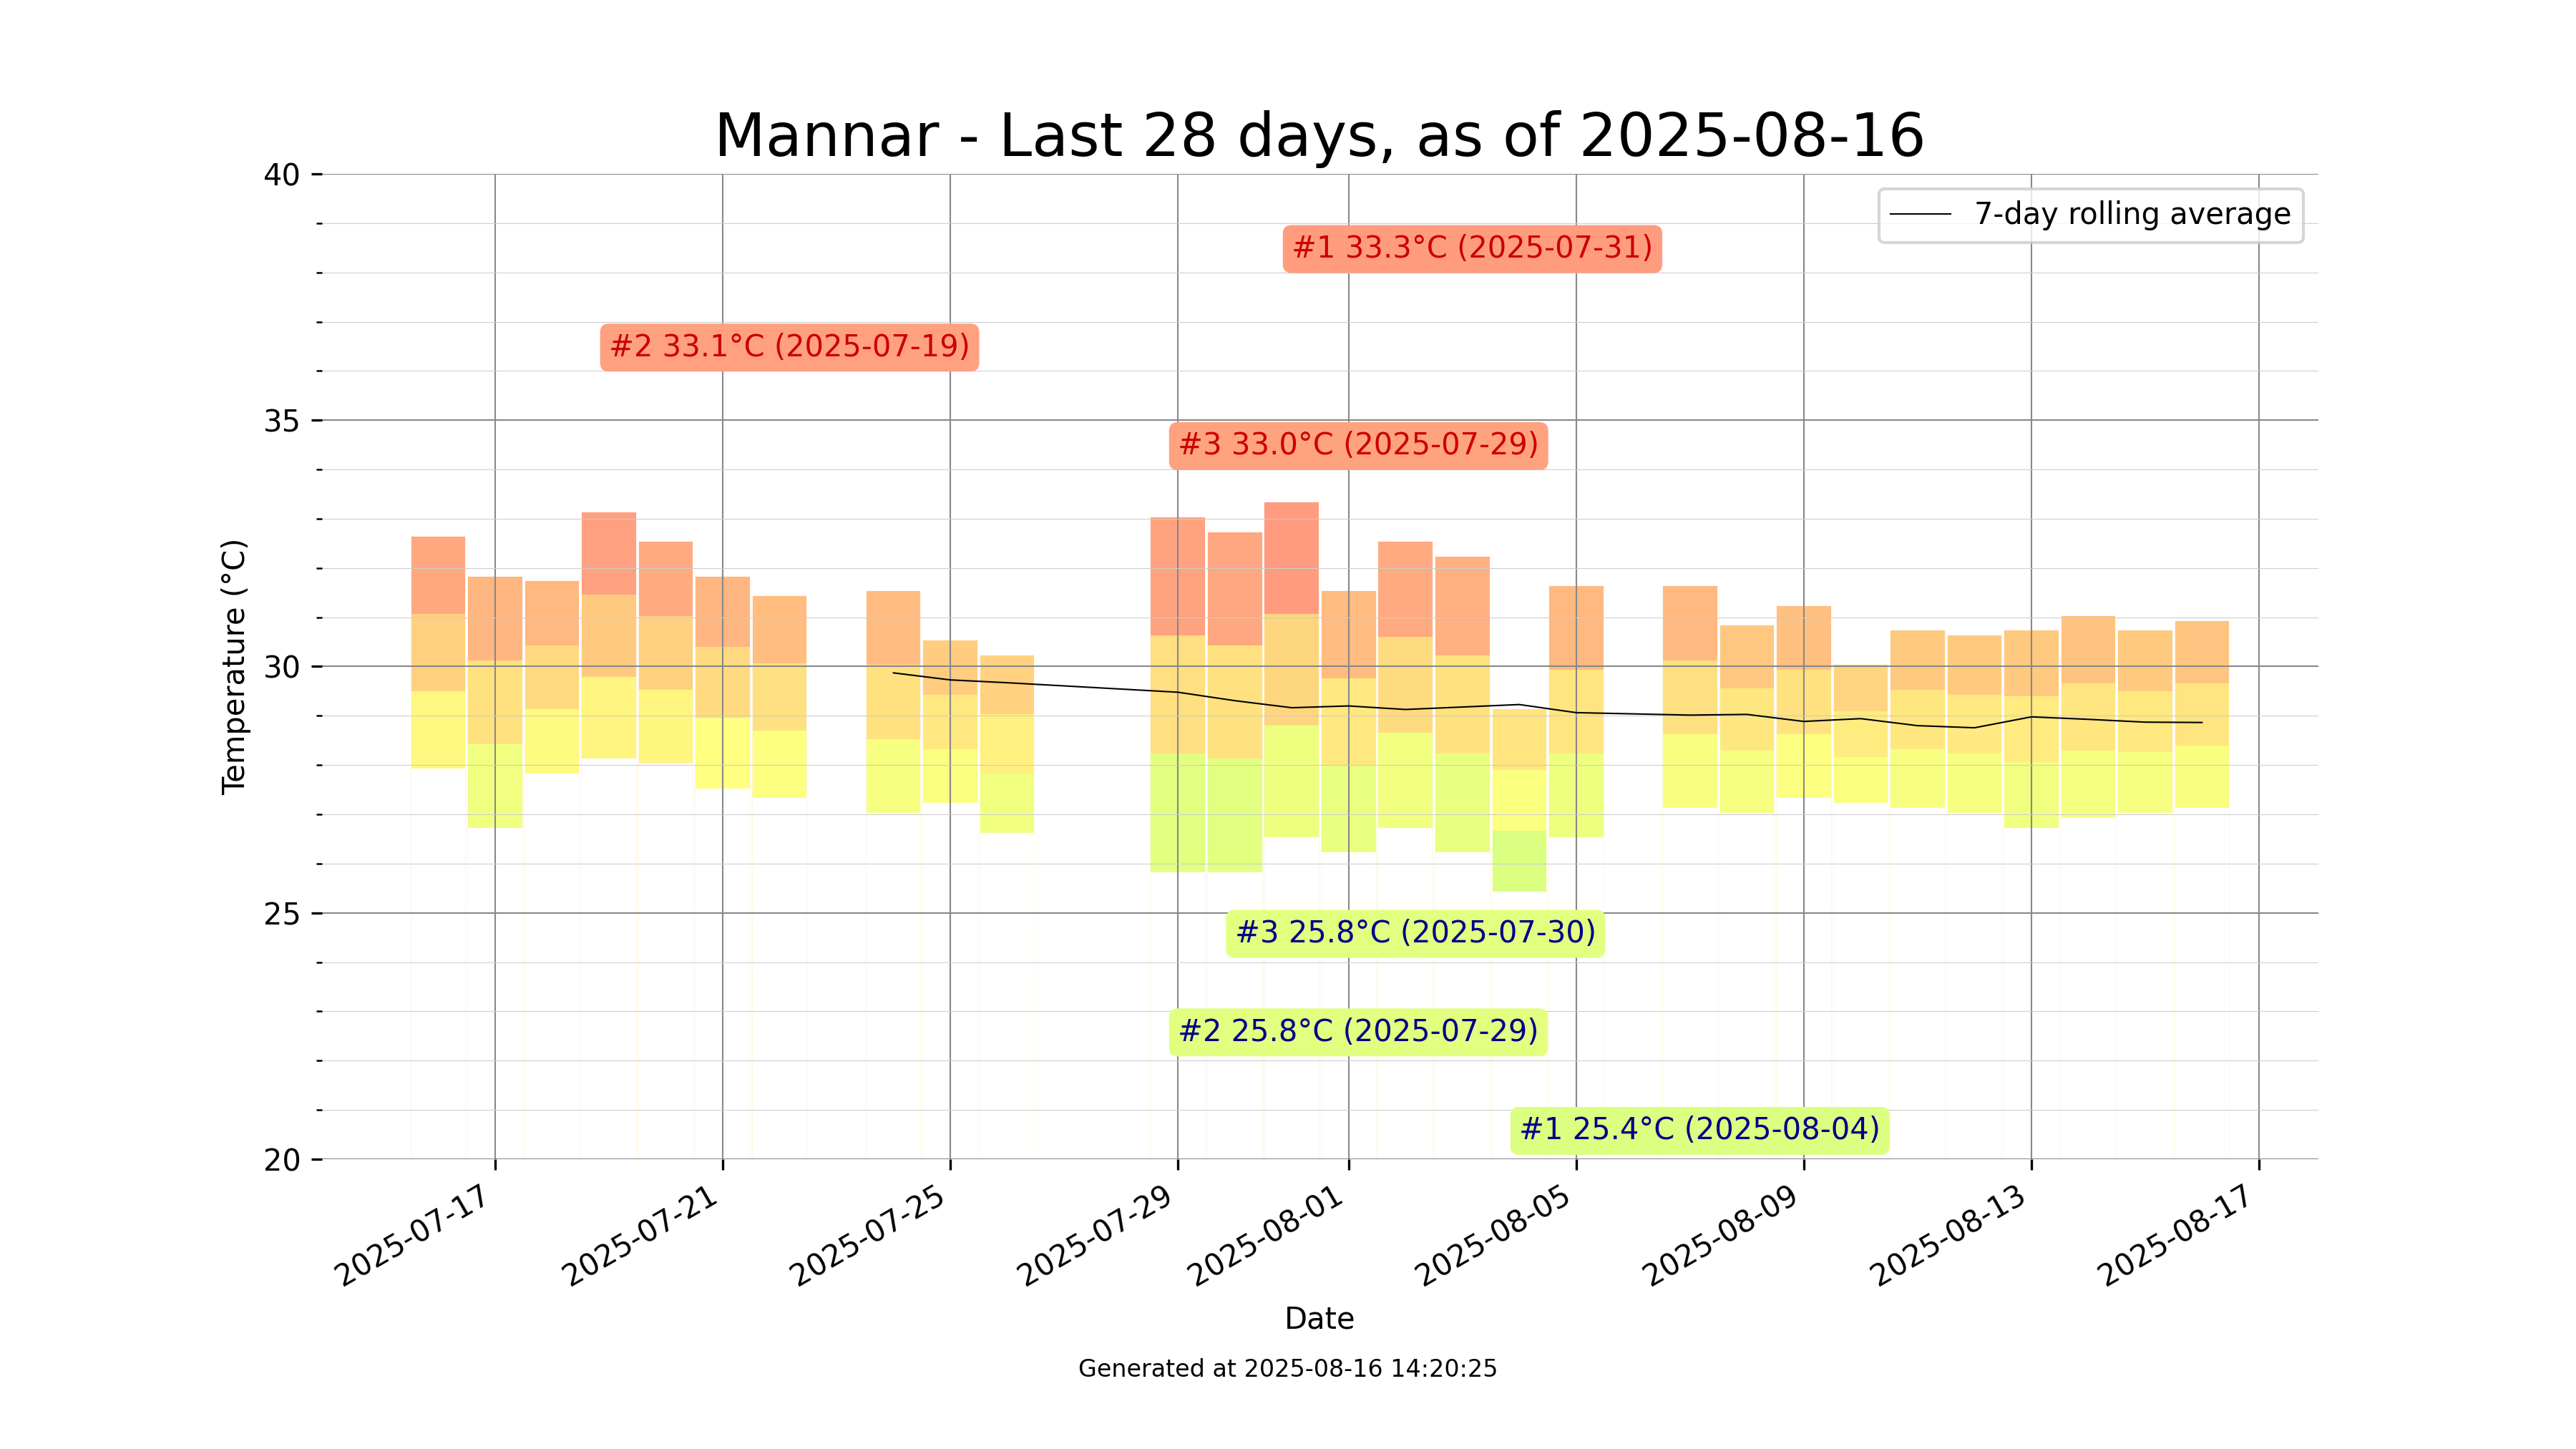 Mannar - Last 28 days, as of 2025-08-16
40
7-day rolling average
#1 33.3°C (2025-07-31)
#2 33.1°C (2025-07-19)
35
#3 33.0°C (2025-07-29)
Temperature (°C)
30
25
#3 25.8°C (2025-07-30)
#2 25.8°C (2025-07-29)
#1 25.4°C (2025-08-04)
20
2025-07-17
2025-07-21
2025-07-25
2025-07-29
2025-08-01
2025-08-05
2025-08-09
2025-08-13
2025-08-17
Date
Generated at 2025-08-16 14:20:25